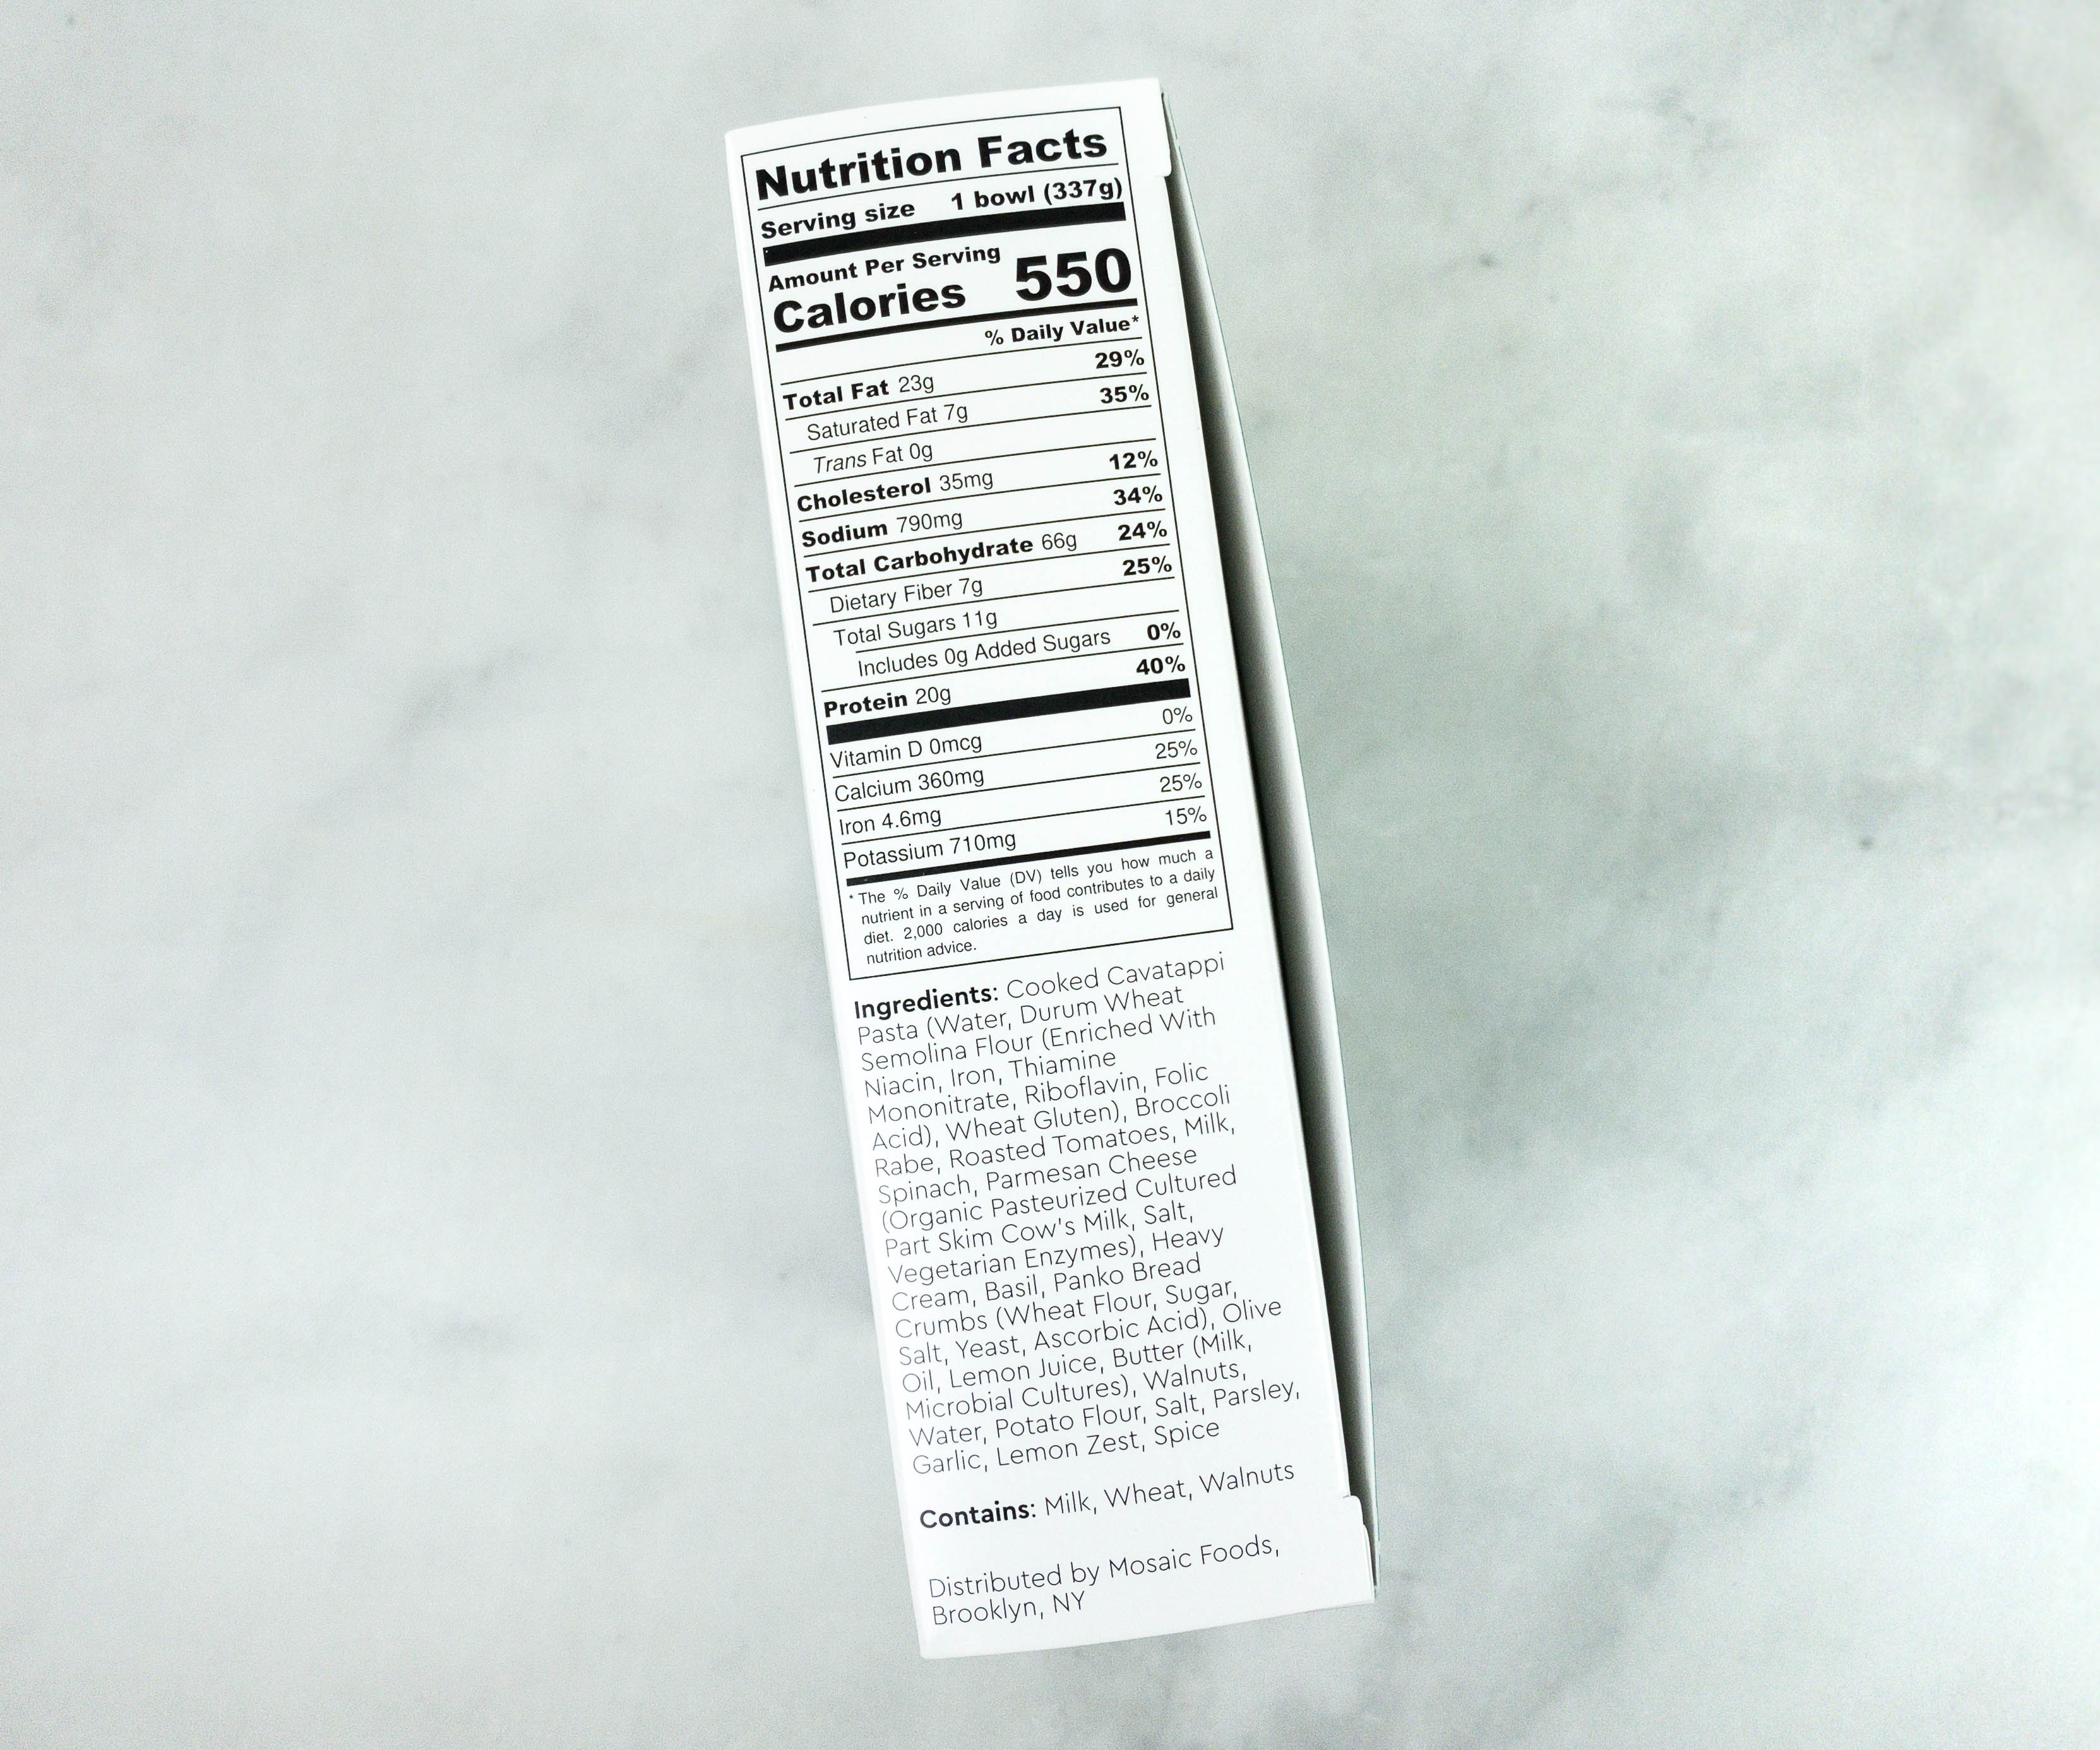 Nutrition Facts
Serving size 1 bowl (337g)
Amount Per Serving
Calories 550
% Daily Value*
Total Fat 23g 29%
Saturated Fat 7g 35%
Trans Fat 0g
Cholesterol 35mg 12%
Sodium 790mg 34%
Total Carbohydrate 66g 24%
Dietary Fiber 7g 25%
Total Sugars 11g
Includes 0g Added Sugars 0%
Protein 20g 40%
Vitamin D 0mcg 0%
Calcium 360mg 25%
Iron 4.6mg 25%
Potassium 710mg 15%
* The % Daily Value (DV) tells you how much a
nutrient in a serving of food contributes to a daily
diet. 2,000 calories a day is used for general
nutrition advice.
Ingredients: Cooked Cavatappi
Pasta (Water, Durum Wheat
Semolina Flour (Enriched With
Niacin, Iron, Thiamine
Mononitrate, Riboflavin, Folic
Acid), Wheat Gluten), Broccoli
Rabe, Roasted Tomatoes, Milk,
Spinach, Parmesan Cheese
(Organic Pasteurized Cultured
Part Skim Cow's Milk, Salt,
Vegetarian Enzymes), Heavy
Cream, Basil, Panko Bread
Crumbs (Wheat Flour, Sugar,
Salt, Yeast, Ascorbic Acid), Olive
Oil, Lemon Juice, Butter (Milk,
Microbial Cultures), Walnuts,
Water, Potato Flour, Salt, Parsley,
Garlic, Lemon Zest, Spice
Contains: Milk, Wheat, Walnuts
Distributed by Mosaic Foods,
Brooklyn, NY